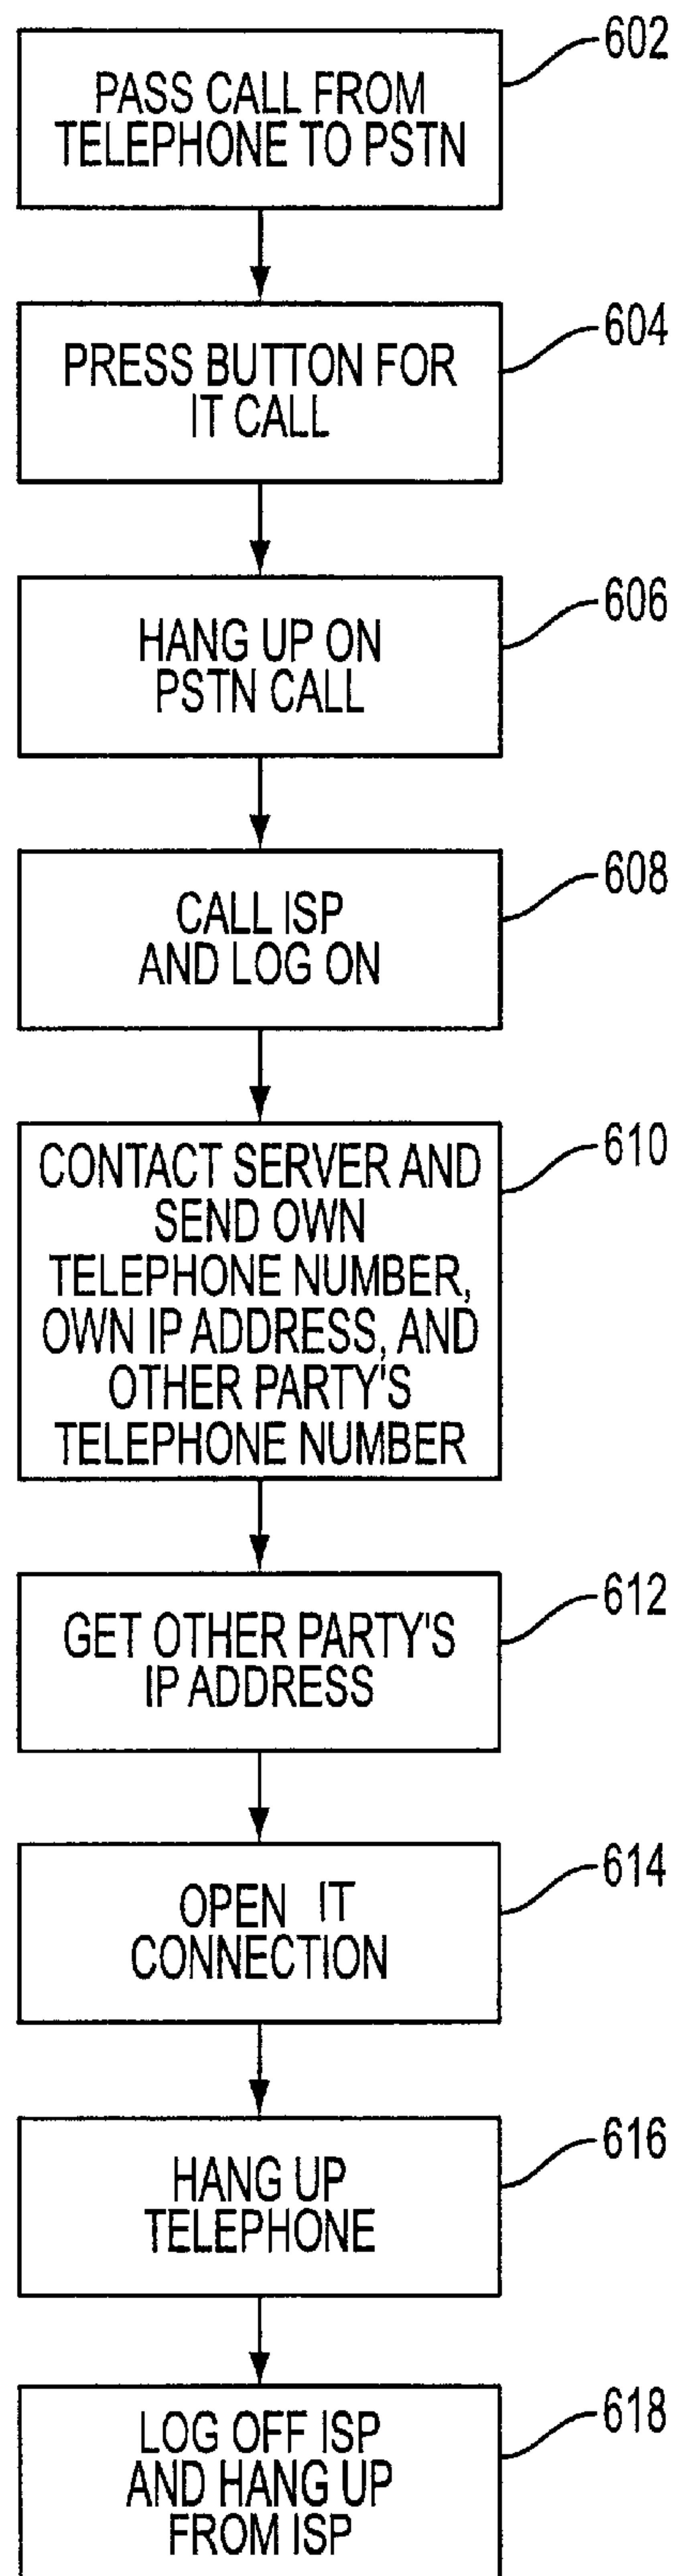 602
PASS CALL FROM
TELEPHONE TO PSTN
604
PRESS BUTTON FOR
IT CALL
606
HANG UP ON
PSTN CALL
608
CALL ISP
AND LOG ON
610
CONTACT SERVER AND
SEND OWN
TELEPHONE NUMBER,
OWN IP ADDRESS, AND
OTHER PARTY'S
TELEPHONE NUMBER
612
GET OTHER PARTY'S
IP ADDRESS
614
OPEN IT
CONNECTION
616
HANG UP
TELEPHONE
618
LOG OFF ISP
AND HANG UP
FROM ISP